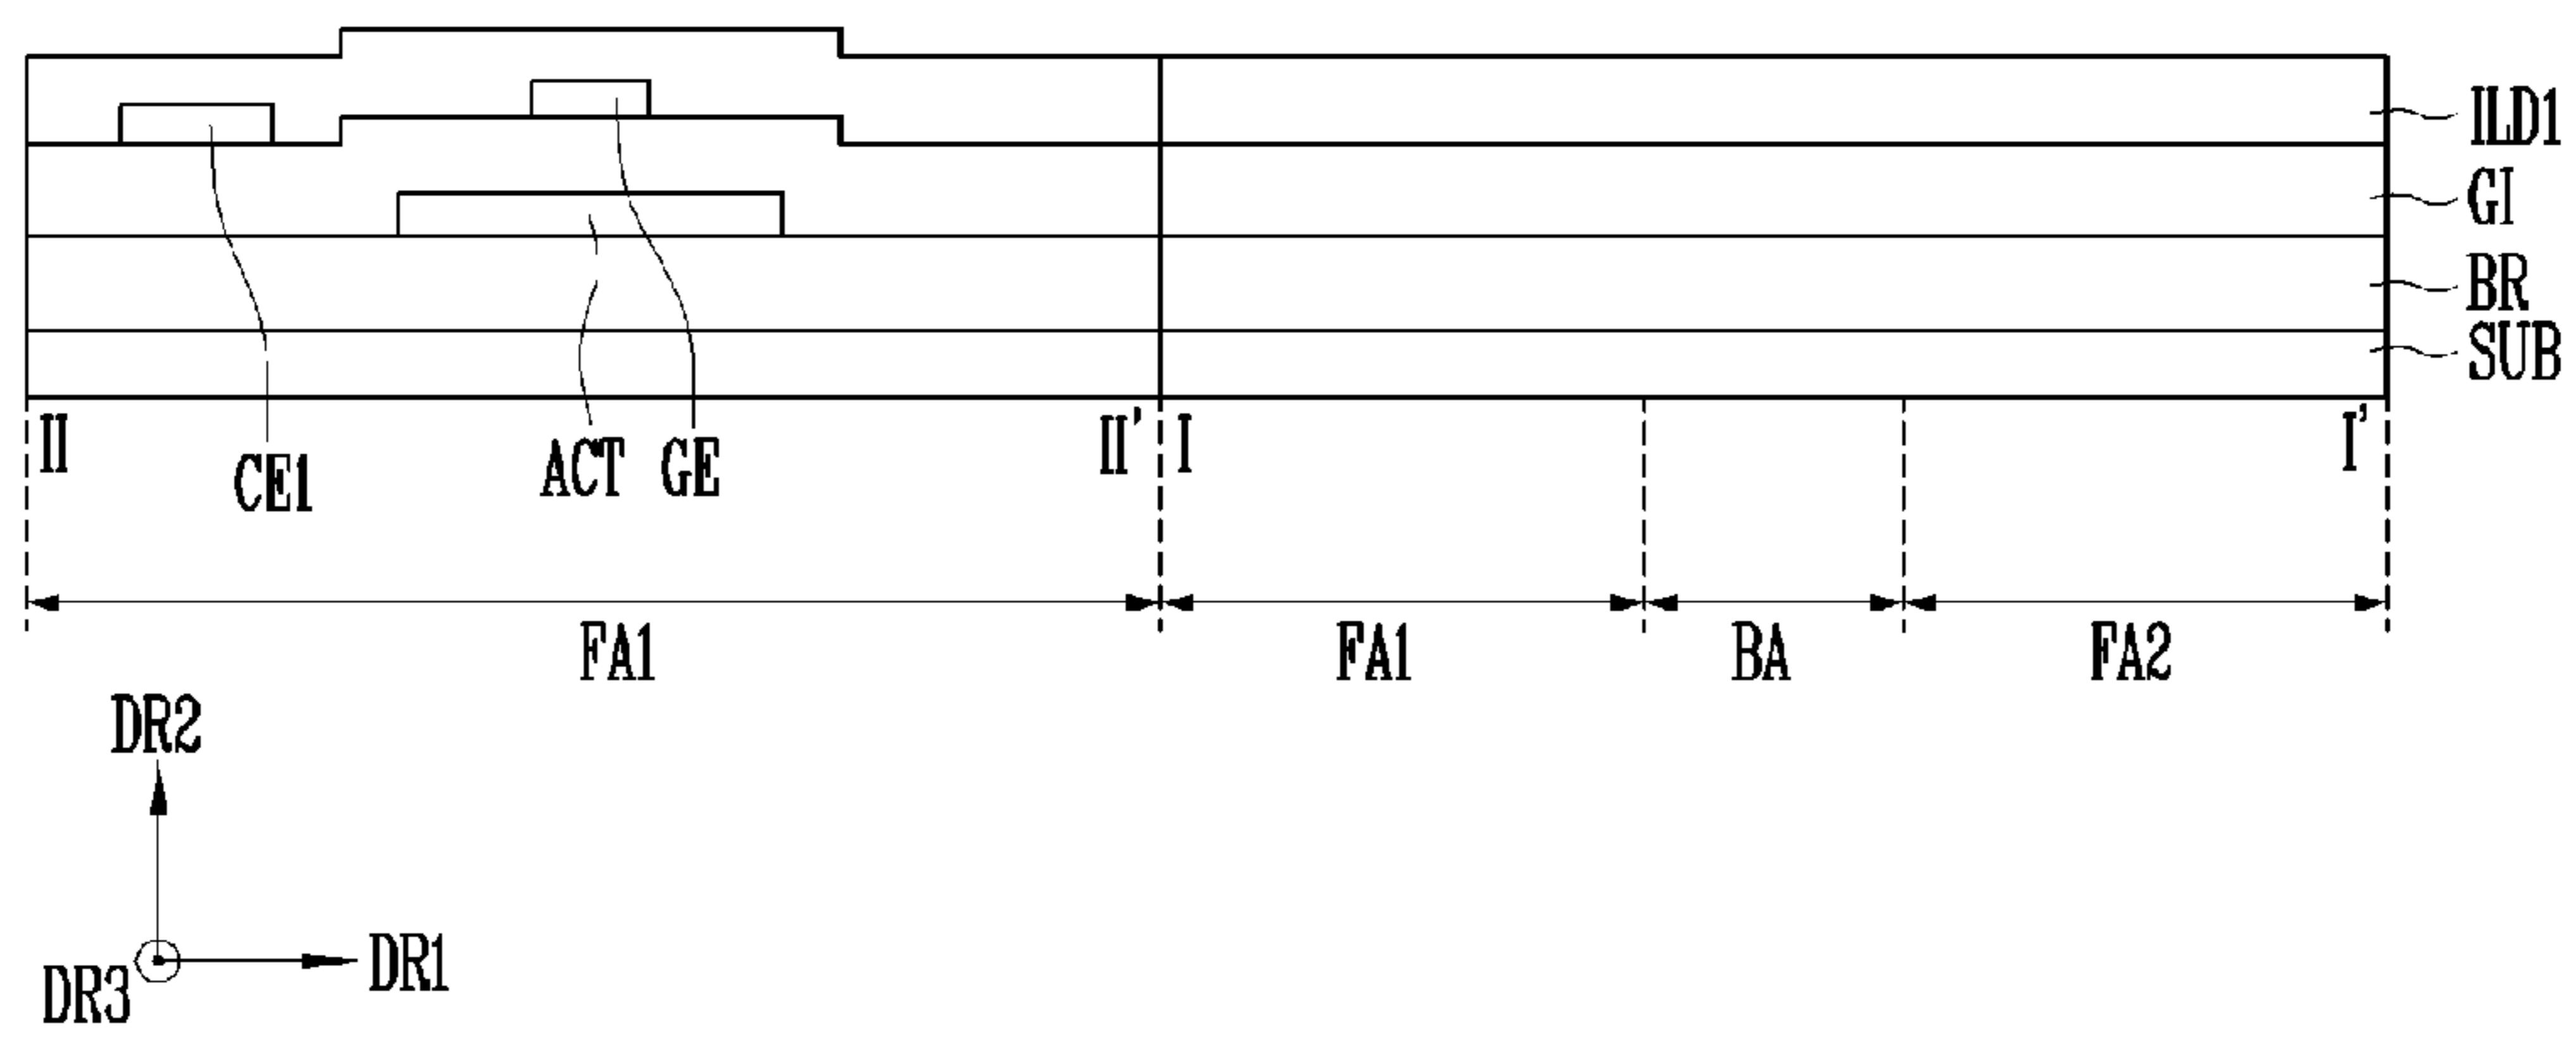 ILD1
GI
BR
SUB
II
II' I
I'
CE1
ACT
GE
FA1
FA1
BA
FA2
DR2
DR1
DR3